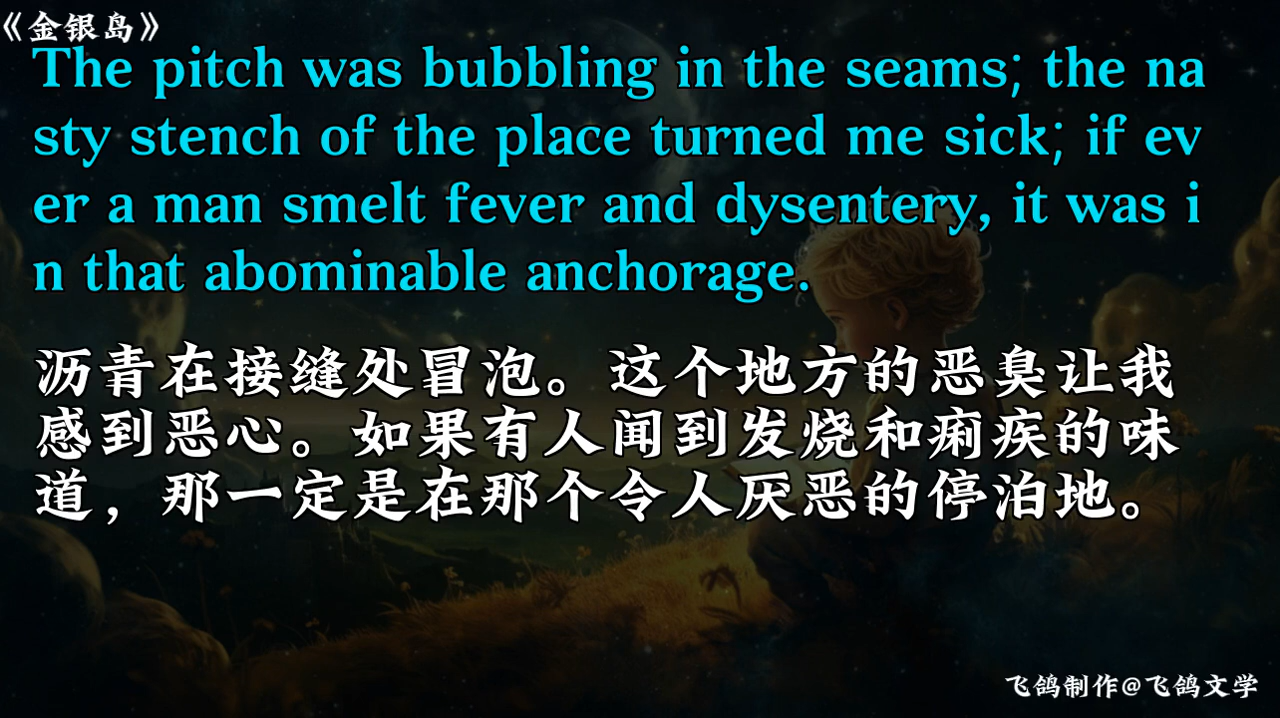 《金银岛》
The pitch was bubbling in the seams; the na
sty stench of the place turned me sick; if ev
er a man smelt fever and dysentery, it was i
n that abominable anchorage.
沥青在接缝处冒泡。这个地方的恶臭让我
感到恶心。如果有人闻到发烧和痢疾的味
道，那一定是在那个令人厌恶的停泊地。
飞鸽制作@飞鸽文学